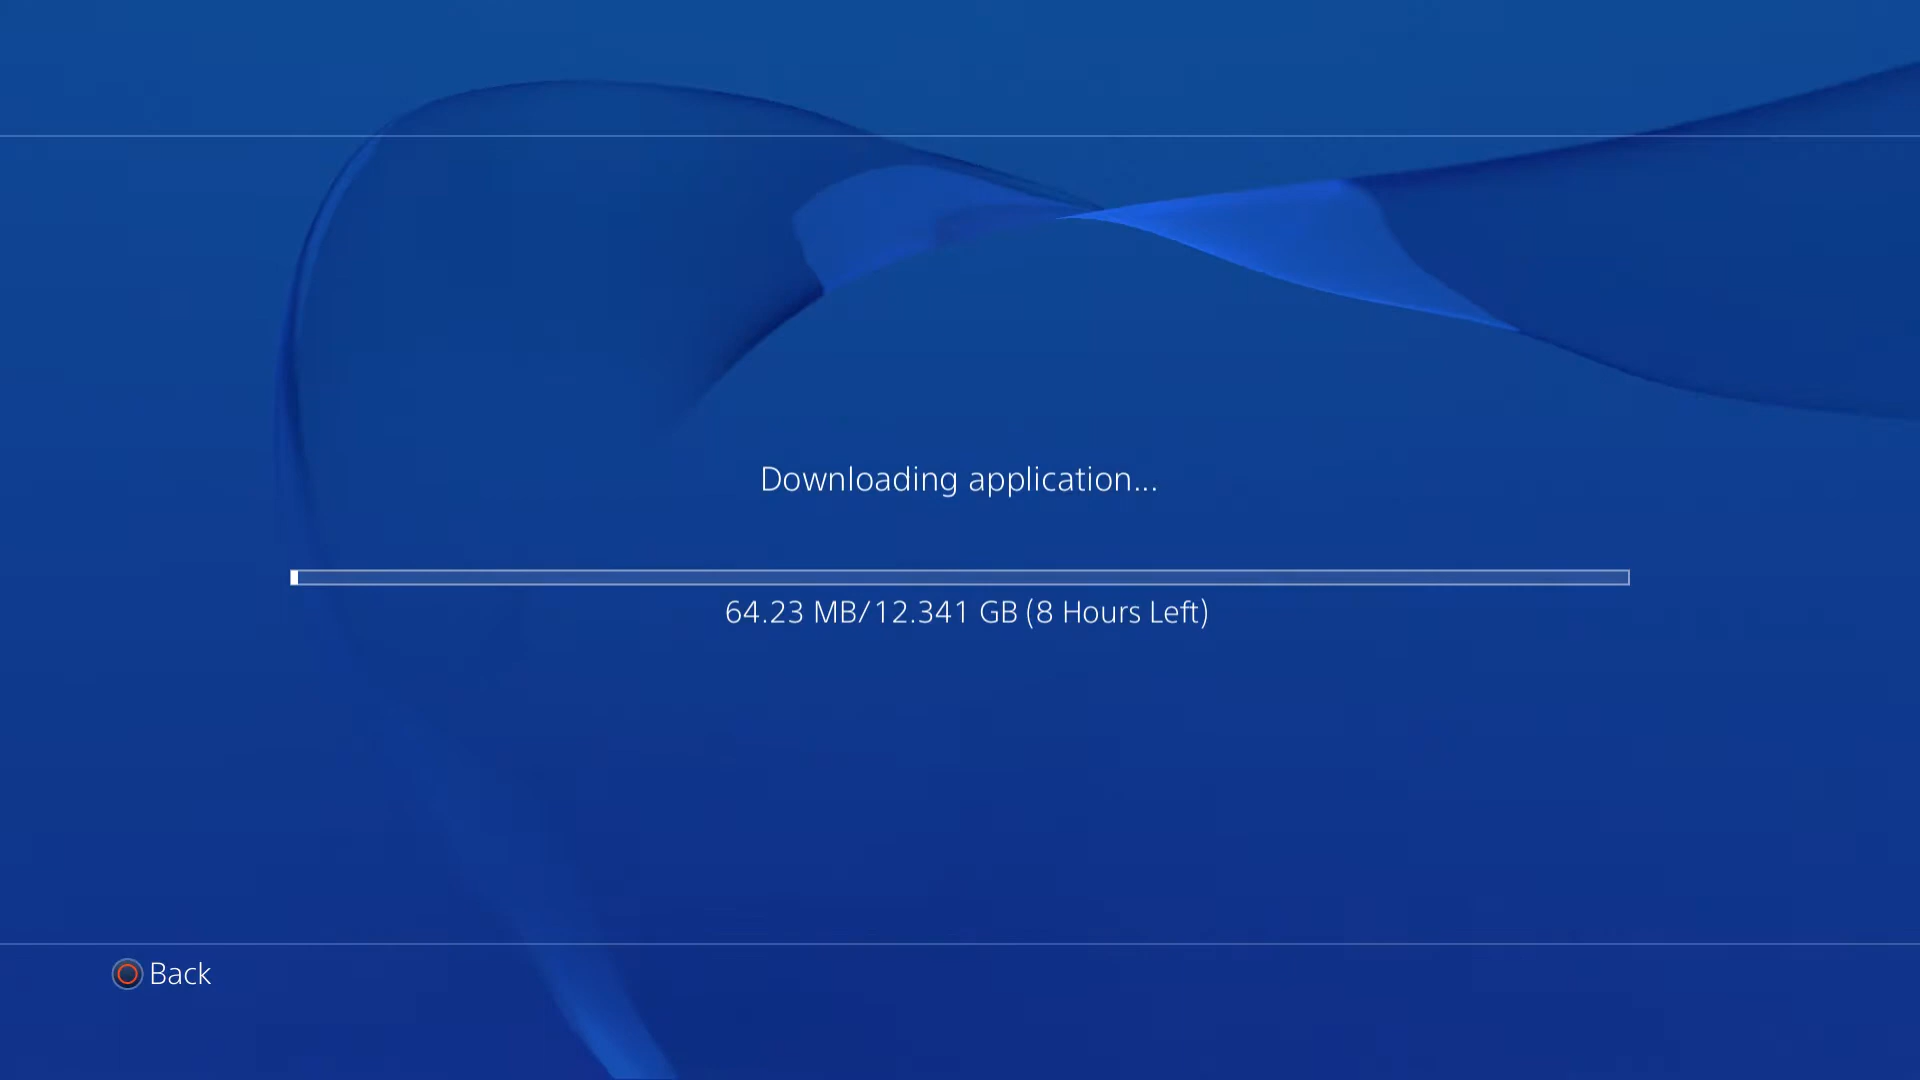 Downloading application...
64.23 MB/12.341 GB (8 Hours Left)
Back